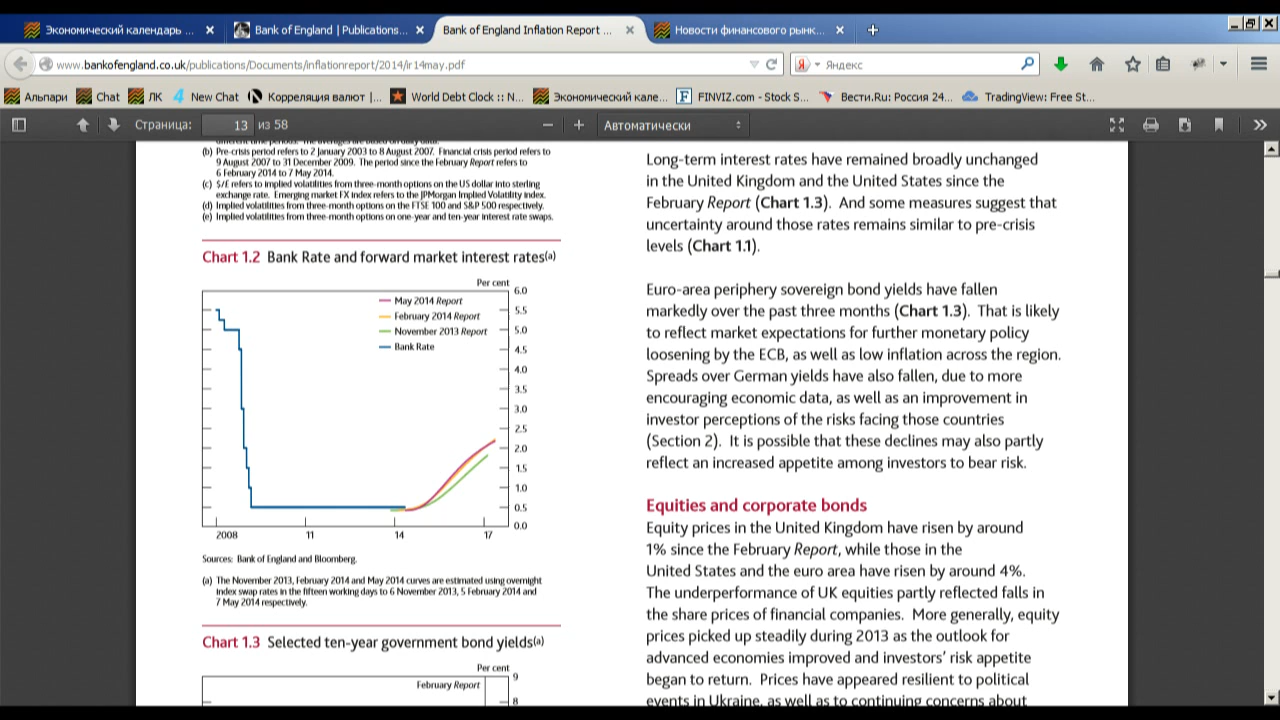 Экономический календарь ...
Bank of England | Publications...
Bank of England Inflation Report ...
Новости финансового рынк...
www.bankofengland.co.uk/publications/Documents/inflationreport/2014/ir14may.pdf
Яндекс
Альпари
Chat
ЛК
New Chat
Корреляция валют |...
World Debt Clock :: N...
Экономический кале...
FINVIZ.com - Stock S...
Вести.Ru: Россия 24...
TradingView: Free St...
Страница: 13 из 58
Автоматически
different time periods. The averages are based on daily data.
(b) Pre-crisis period refers to 2 January 2003 to 8 August 2007. Financial crisis period refers to
9 August 2007 to 31 December 2009. The period since the February Report refers to
6 February 2014 to 7 May 2014.
(c) $/£ refers to implied volatilities from three-month options on the US dollar into sterling
exchange rate. Emerging market FX index refers to the JPMorgan Implied Volatility Index.
(d) Implied volatilities from three-month options on the FTSE 100 and S&P 500 respectively.
(e) Implied volatilities from three-month options on one-year and ten-year interest rate swaps.
Chart 1.2 Bank Rate and forward market interest rates(a)
Per cent
6.0
May 2014 Report
5.5
February 2014 Report
November 2013 Report
5.0
Bank Rate
4.5
4.0
3.5
3.0
2.5
2.0
1.5
1.0
0.5
0.0
2008 11 14 17
Sources: Bank of England and Bloomberg.
(a) The November 2013, February 2014 and May 2014 curves are estimated using overnight
index swap rates in the fifteen working days to 6 November 2013, 5 February 2014 and
7 May 2014 respectively.
Chart 1.3 Selected ten-year government bond yields(a)
Per cent
9
February Report
8
Long-term interest rates have remained broadly unchanged
in the United Kingdom and the United States since the
February Report (Chart 1.3). And some measures suggest that
uncertainty around those rates remains similar to pre-crisis
levels (Chart 1.1).
Euro-area periphery sovereign bond yields have fallen
markedly over the past three months (Chart 1.3). That is likely
to reflect market expectations for further monetary policy
loosening by the ECB, as well as low inflation across the region.
Spreads over German yields have also fallen, due to more
encouraging economic data, as well as an improvement in
investor perceptions of the risks facing those countries
(Section 2). It is possible that these declines may also partly
reflect an increased appetite among investors to bear risk.
Equities and corporate bonds
Equity prices in the United Kingdom have risen by around
1% since the February Report, while those in the
United States and the euro area have risen by around 4%.
The underperformance of UK equities partly reflected falls in
the share prices of financial companies. More generally, equity
prices picked up steadily during 2013 as the outlook for
advanced economies improved and investors' risk appetite
began to return. Prices have appeared resilient to political
events in Ukraine, as well as to continuing concerns about